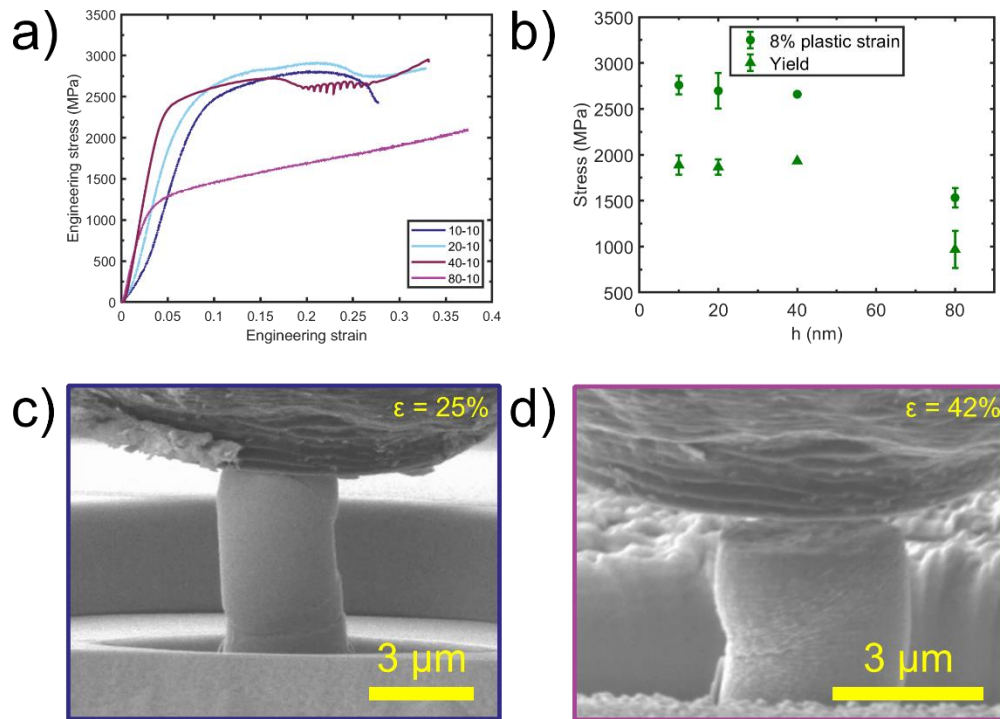 a)
3500
3000
2500
2000
1500
1000
500
0
Engineering stress (MPa)
0 0.05 0.1 0.15 0.2 0.25 0.3 0.35 0.4
Engineering strain
10-10
20-10
40-10
80-10
b)
8% plastic strain
Yield
3500
3000
2500
2000
1500
1000
500
Stress (MPa)
0 20 40 60 80
h (nm)
c)
ε = 25%
3 μm
d)
ε = 42%
3 μm